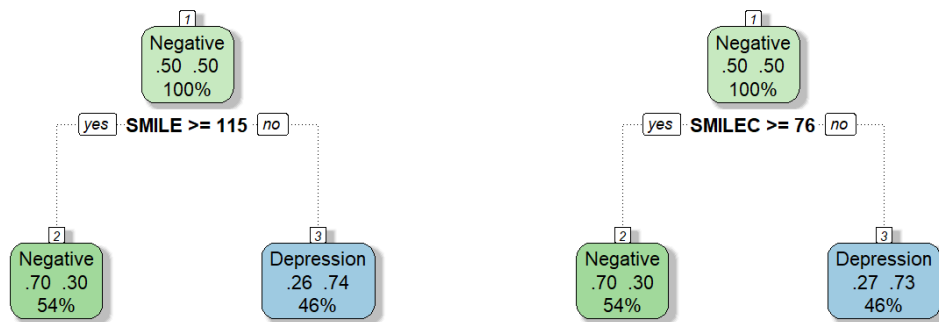 1
Negative
.50 .50
100%
yes SMILE >= 115 no
2
Negative
.70 .30
54%
3
Depression
.26 .74
46%
1
Negative
.50 .50
100%
yes SMILEC >= 76 no
2
Negative
.70 .30
54%
3
Depression
.27 .73
46%